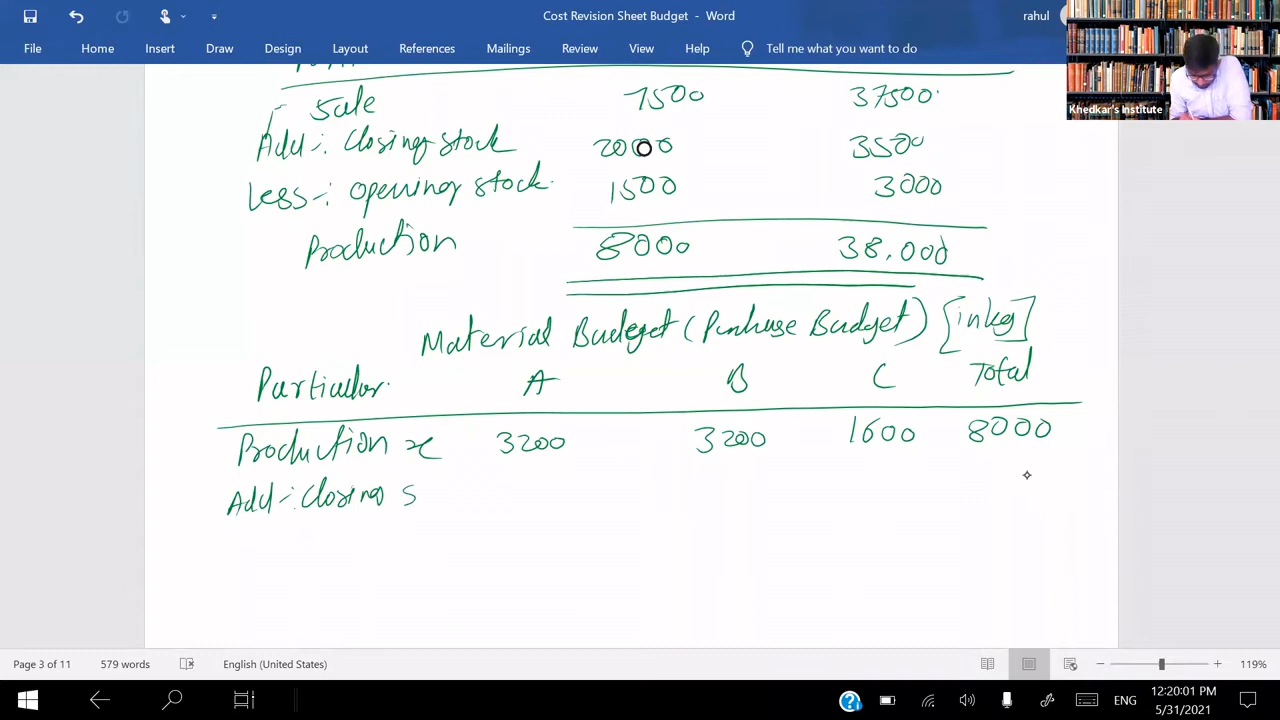 Cost Revision Sheet Budget - Word
rahul
File Home Insert Draw Design Layout References Mailings Review View Help Tell me what you want to do
Khedkar's Institute
Sale 7500 37500
Add :- Closing stock 2000 3500
Less :- Opening stock 1500 3000
Production 8000 38,000
Material Budget (Purchase Budget) [in kg]
Particular A B C Total
Production x 3200 3200 1600 8000
Add :- Closing S
Page 3 of 11 579 words English (United States) 119%
ENG
12:20:01 PM
5/31/2021